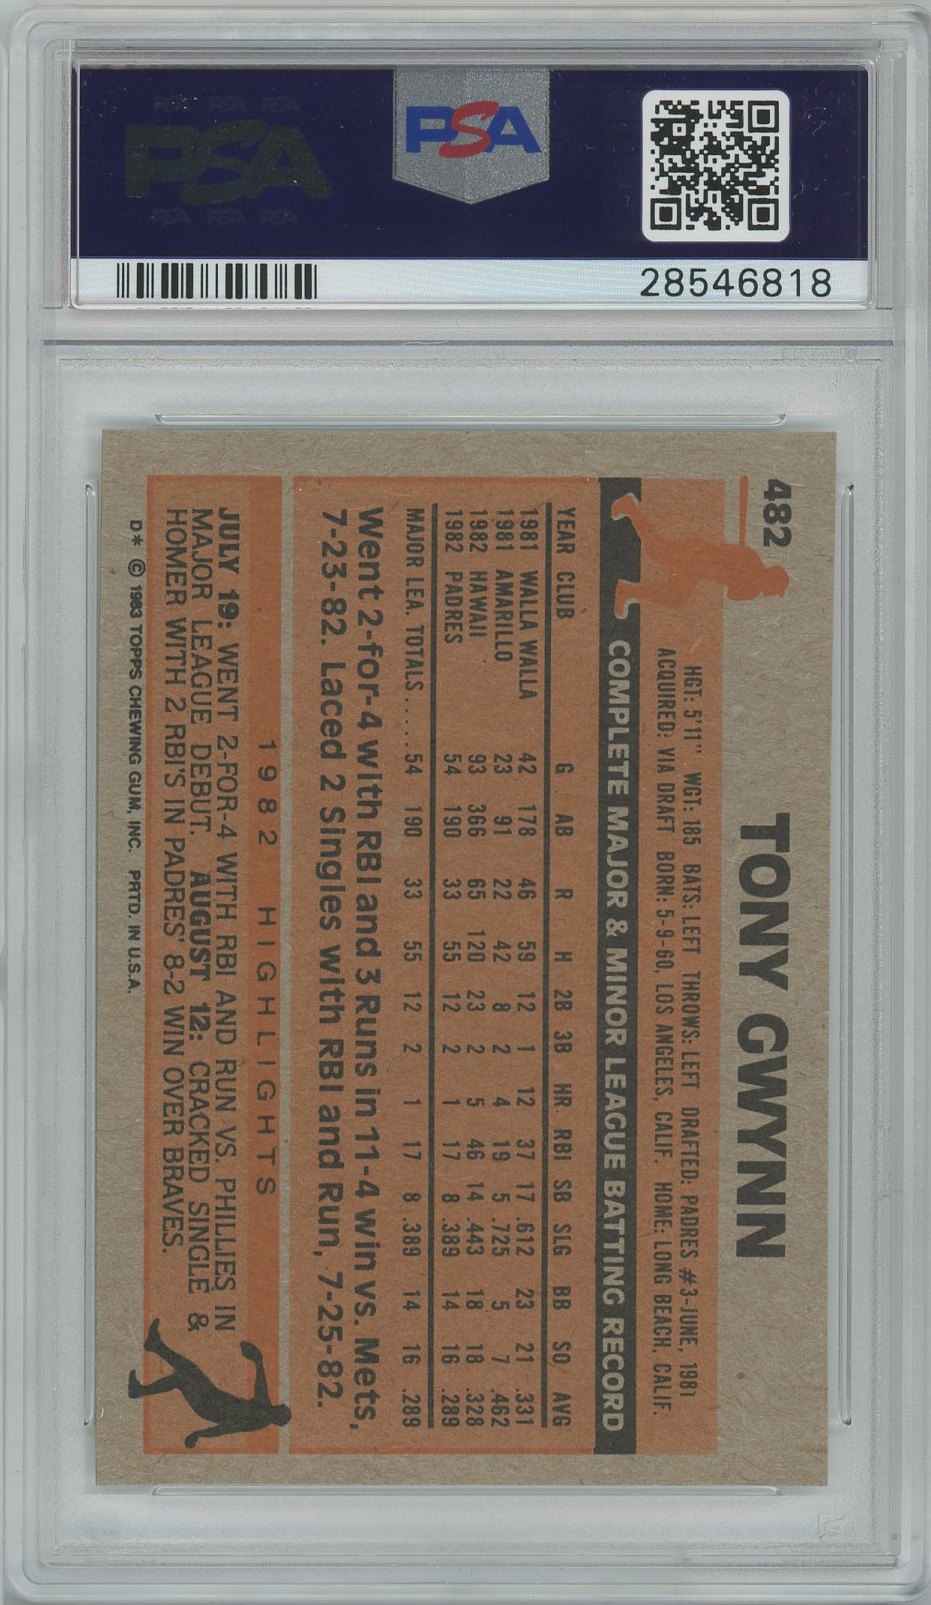 PSA PSA PSA
PSA
PSA PSA PSA
PSA
28546818
482
TONY GWYNN
HGT: 5'11" WGT: 185 BATS: LEFT THROWS: LEFT DRAFTED: PADRES #3-JUNE, 1981
ACQUIRED: VIA DRAFT BORN: 5-9-60, LOS ANGELES, CALIF. HOME: LONG BEACH, CALIF.
COMPLETE MAJOR & MINOR LEAGUE BATTING RECORD
YEAR CLUB G AB R H 2B 3B HR RBI SB SLG BB SO AVG
1981 WALLA WALLA 42 178 46 59 12 1 12 37 17 .612 23 21 .331
1981 AMARILLO 23 91 22 42 8 2 4 19 5 .725 5 7 .462
1982 HAWAII 93 366 65 120 23 2 5 46 14 .443 18 18 .328
1982 PADRES 54 190 33 55 12 2 1 17 8 .389 14 16 .289
MAJOR LEA. TOTALS ..... 54 190 33 55 12 2 1 17 8 .389 14 16 .289
Went 2-for-4 with RBI and 3 Runs in 11-4 win vs. Mets,
7-23-82. Laced 2 Singles with RBI and Run, 7-25-82.
1982 HIGHLIGHTS
JULY 19: WENT 2-FOR-4 WITH RBI AND RUN VS. PHILLIES IN
MAJOR LEAGUE DEBUT. AUGUST 12: CRACKED SINGLE &
HOMER WITH 2 RBI'S IN PADRES' 8-2 WIN OVER BRAVES.
D* © 1983 TOPPS CHEWING GUM, INC. PRTD. IN U.S.A.
PSA